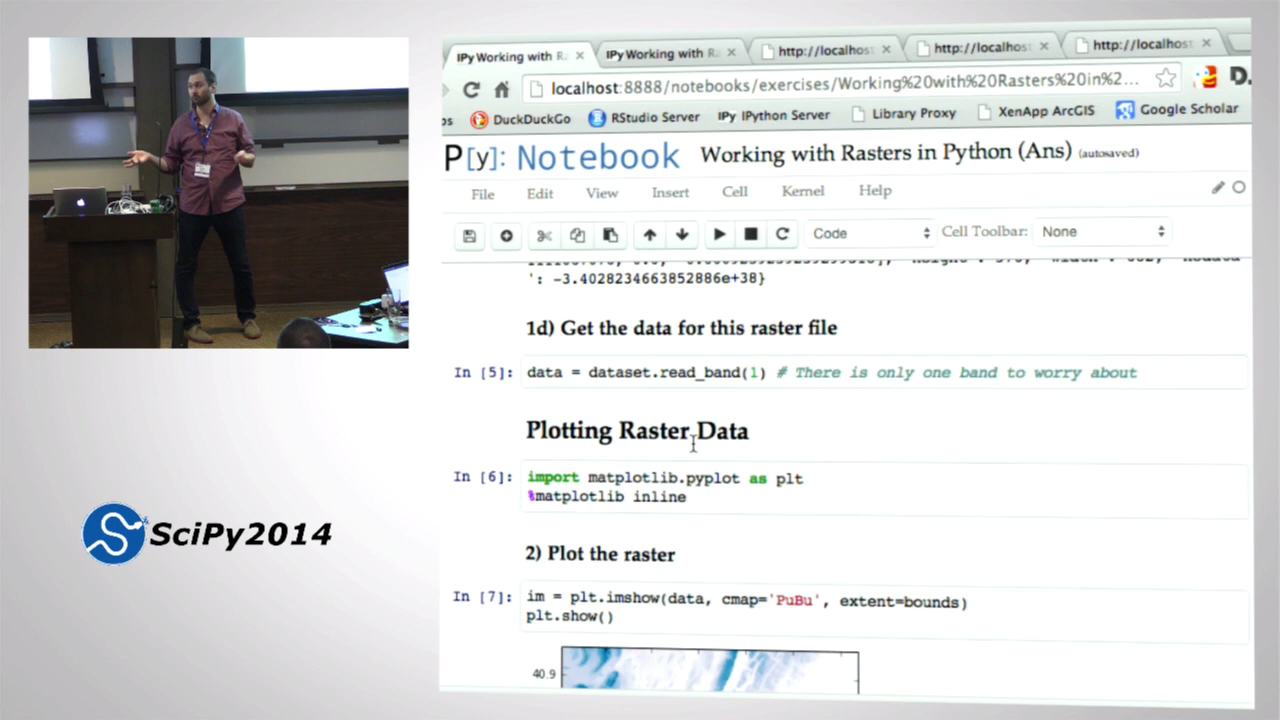 IPy Working with Ra
IPy Working with Ra
http://localhost
http://localhost
http://localhost
localhost:8888/notebooks/exercises/Working%20with%20Rasters%20in%2...
DuckDuckGo
RStudio Server
IPy IPython Server
Library Proxy
XenApp ArcGIS
Google Scholar
P[y]: Notebook
Working with Rasters in Python (Ans) (autosaved)
File
Edit
View
Insert
Cell
Kernel
Help
Code
Cell Toolbar:
None
': -3.4028234663852886e+38}
1d) Get the data for this raster file
In [5]: data = dataset.read_band(1) # There is only one band to worry about
Plotting Raster Data
In [6]: import matplotlib.pyplot as plt
%matplotlib inline
2) Plot the raster
In [7]: im = plt.imshow(data, cmap='PuBu', extent=bounds)
plt.show()
40.9
SciPy2014